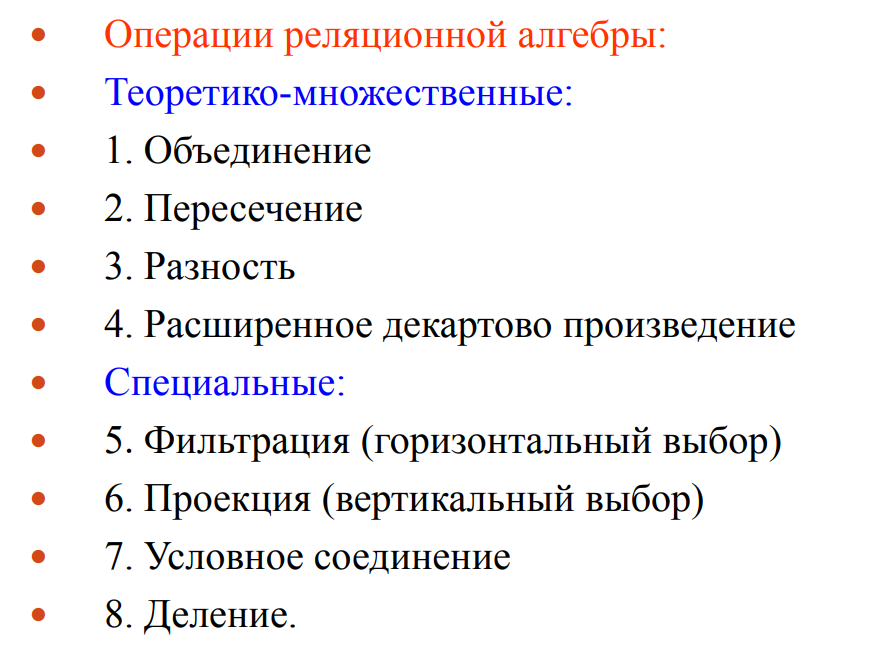 • Операции реляционной алгебры:
• Теоретико-множественные:
• 1. Объединение
• 2. Пересечение
• 3. Разность
• 4. Расширенное декартово произведение
• Специальные:
• 5. Фильтрация (горизонтальный выбор)
• 6. Проекция (вертикальный выбор)
• 7. Условное соединение
• 8. Деление.